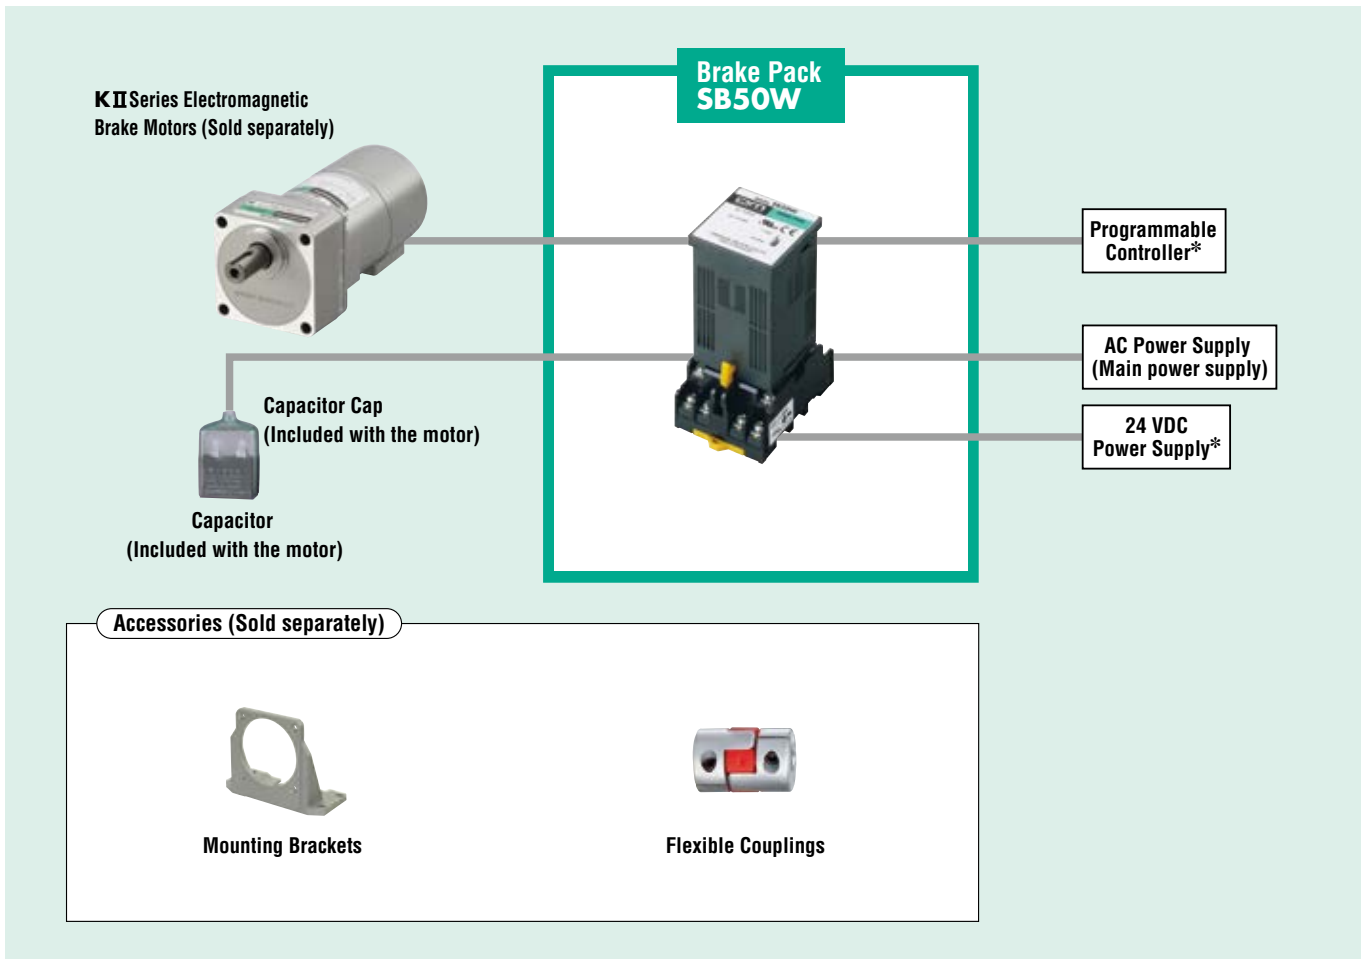 Brake Pack
SB50W
KII Series Electromagnetic
Brake Motors (Sold separately)
Programmable
Controller*
AC Power Supply
(Main power supply)
24 VDC
Power Supply*
Capacitor Cap
(Included with the motor)
Capacitor
(Included with the motor)
Accessories (Sold separately)
Mounting Brackets
Flexible Couplings